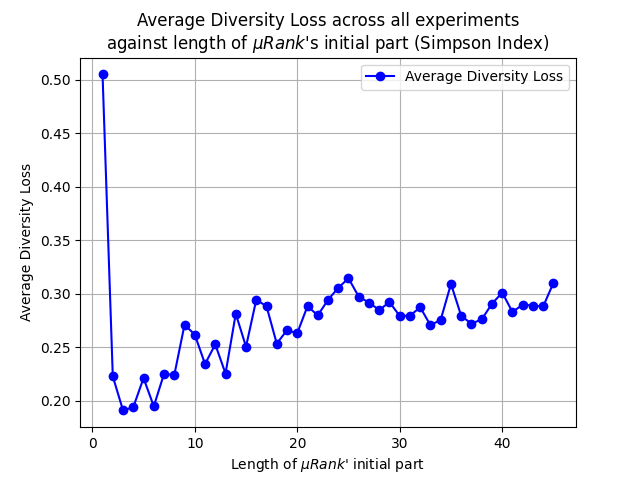 Average Diversity Loss across all experiments
against length of μRank's initial part (Simpson Index)
Average Diversity Loss
Average Diversity Loss
0.50
0.45
0.40
0.35
0.30
0.25
0.20
0 10 20 30 40
Length of μRank' initial part